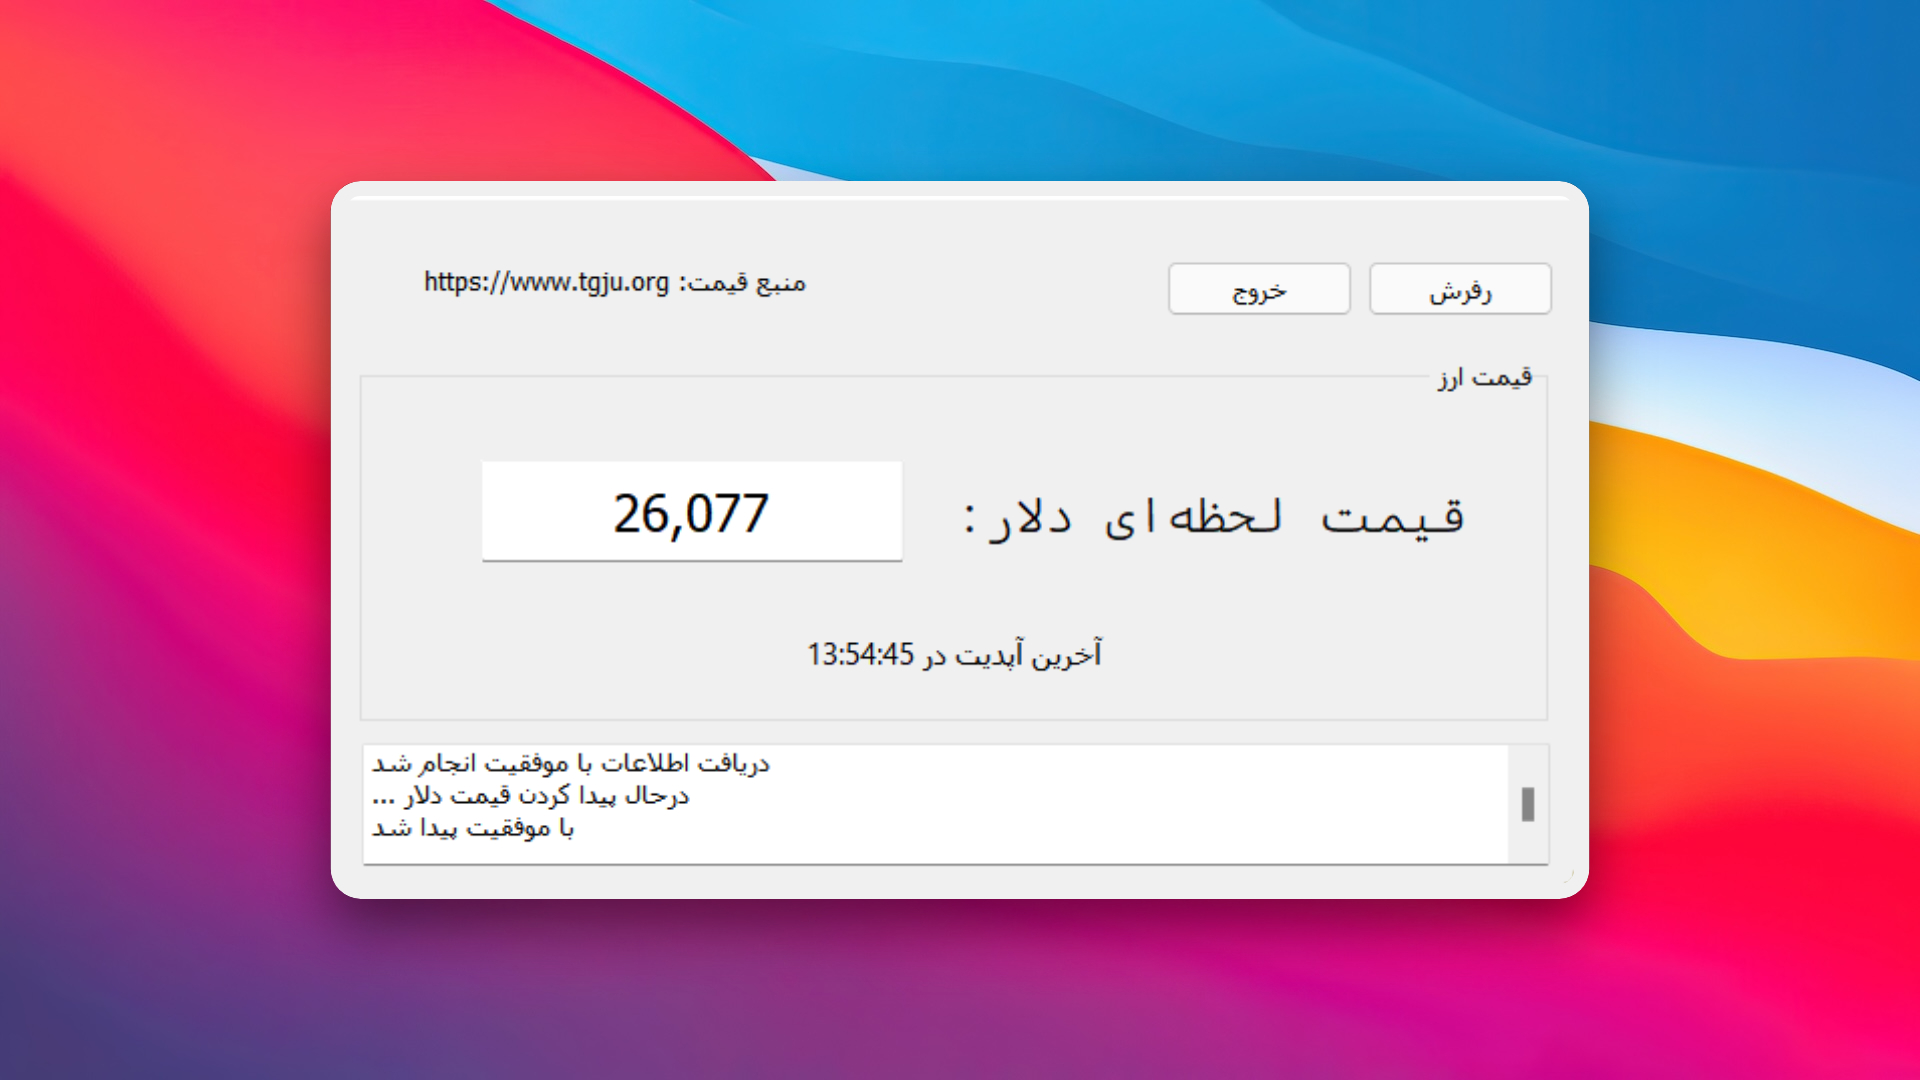 رفرش
خروج
منبع قیمت: https://www.tgju.org
قیمت ارز
قیمت لحظه‌ای دلار :
26,077
آخرین آپدیت در 13:54:45
دریافت اطلاعات با موفقیت انجام شد
درحال پیدا کردن قیمت دلار ...
با موفقیت پیدا شد